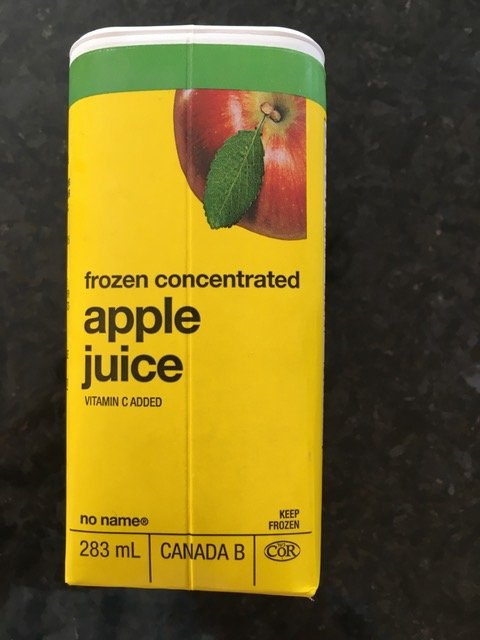 frozen concentrated
apple
juice
VITAMIN C ADDED
no name®
KEEP
FROZEN
283 mL
CANADA B
COR